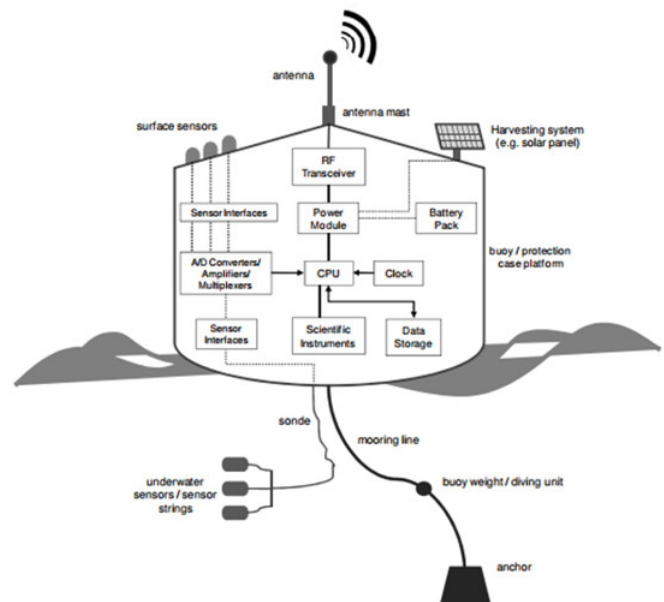 antenna
antenna mast
surface sensors
Harvesting system
(e.g. solar panel)
RF
Transceiver
Sensor Interfaces
Power
Module
Battery
Pack
buoy / protection
case platform
A/D Converters/
Amplifiers/
Multiplexers
CPU
Clock
Sensor
Interfaces
Scientific
Instruments
Data
Storage
sonde
mooring line
underwater
sensors / sensor
strings
buoy weight / diving unit
anchor